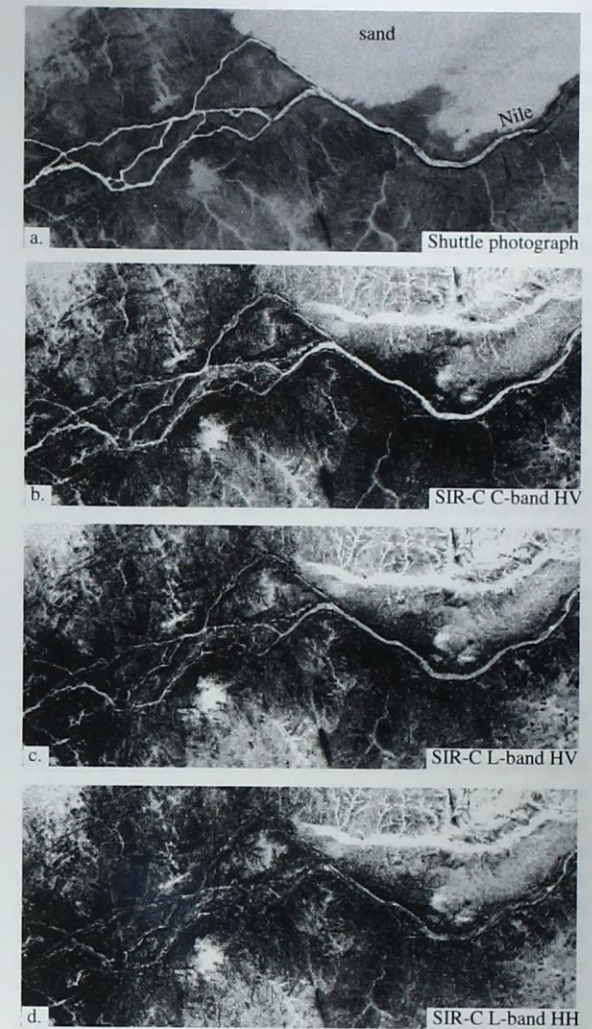 sand
Nile
a.
Shuttle photograph
b.
SIR-C C-band HV
c.
SIR-C L-band HV
d.
SIR-C L-band HH